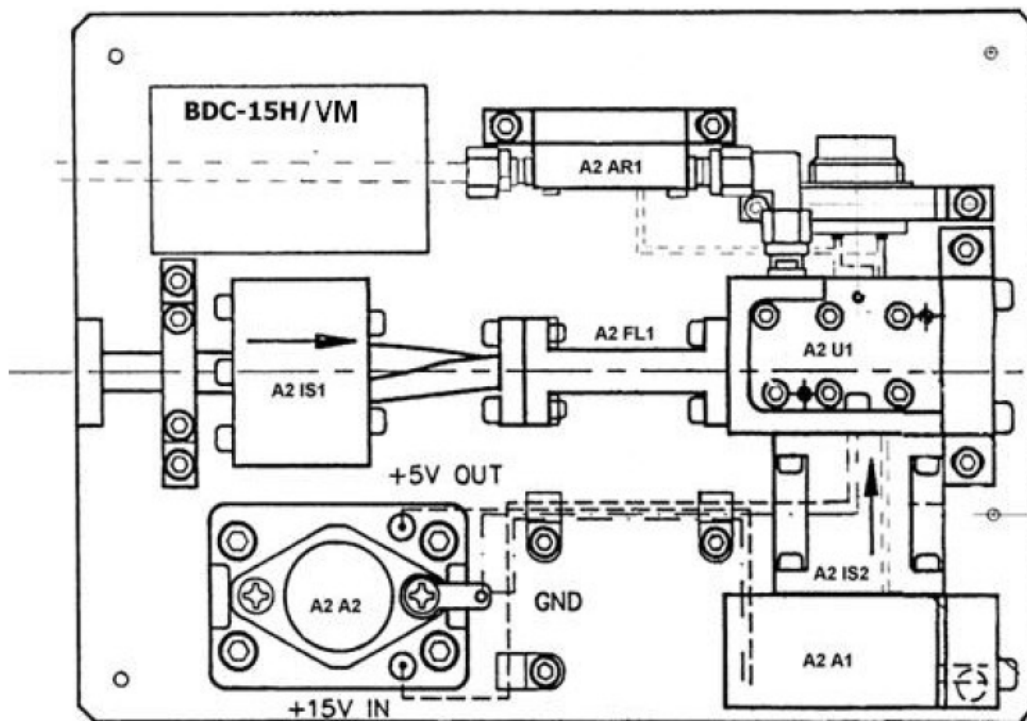 BDC-15H/VM
A2 AR1
A2 FL1
A2 U1
A2 IS1
+5V OUT
A2 IS2
A2 A2
GND
A2 A1
+15V IN